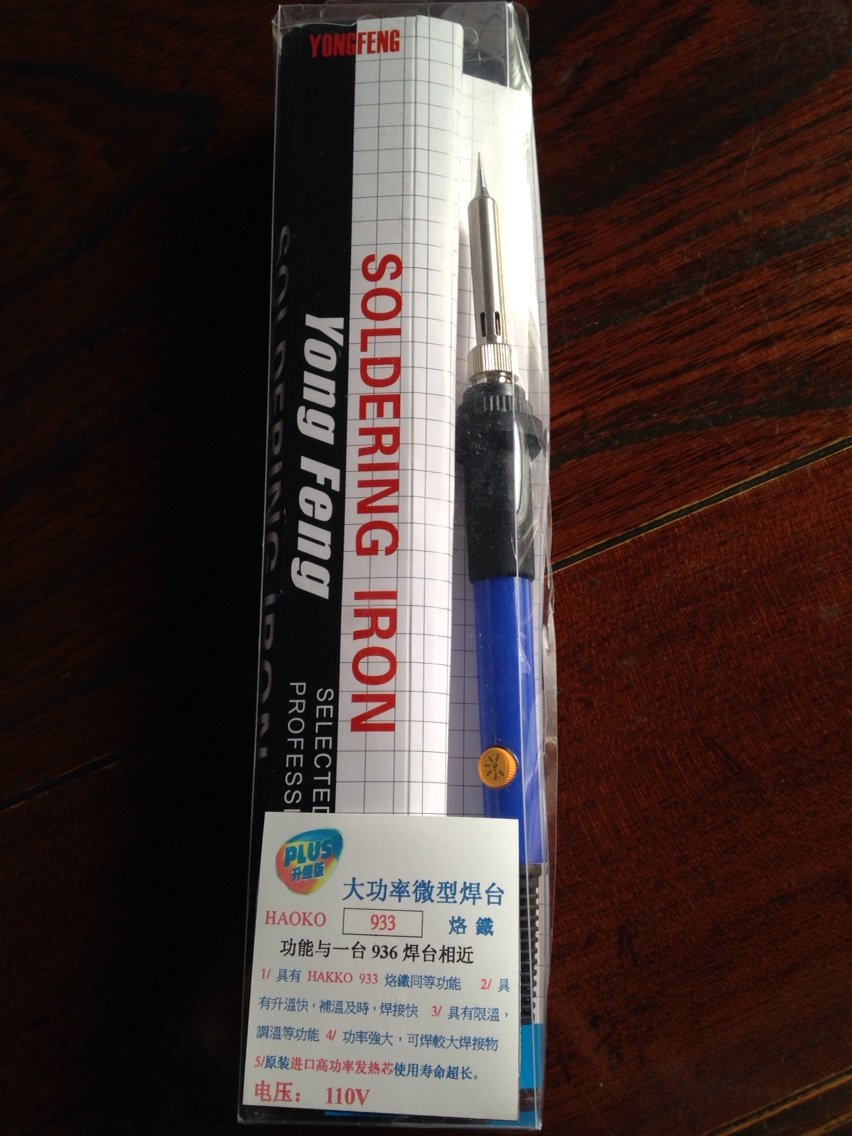 YONGFENG
SOLDERING IRON
Yong Feng
SELECTED
SOLDERING IRON
PLUS
升級版
大功率微型焊台
HAOKO 933 烙鐵
功能与一台 936 焊台相近
1/ 具有 HAKKO 933 烙鐵同等功能 2/ 具
有升溫快，補溫及時，焊接快 3/ 具有限溫，
調溫等功能 4/ 功率強大，可焊較大焊接物
5/原装进口高功率发热芯使用寿命超长。
电压： 110V